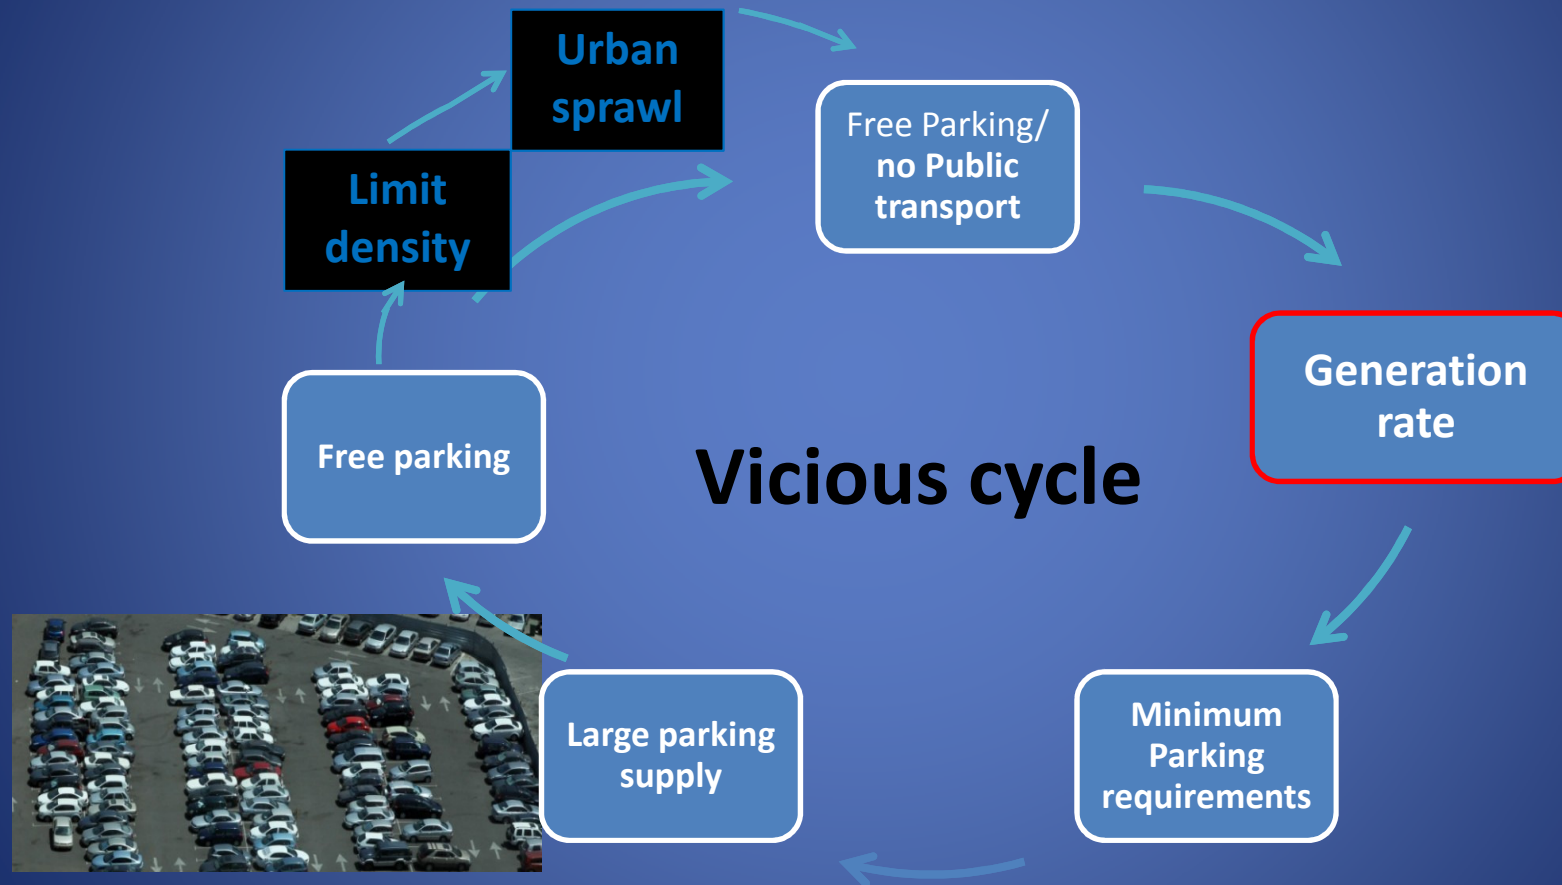 Urban
sprawl
Limit
density
Free Parking/
no Public
transport
Generation
rate
Free parking
Vicious cycle
Large parking
supply
Minimum
Parking
requirements